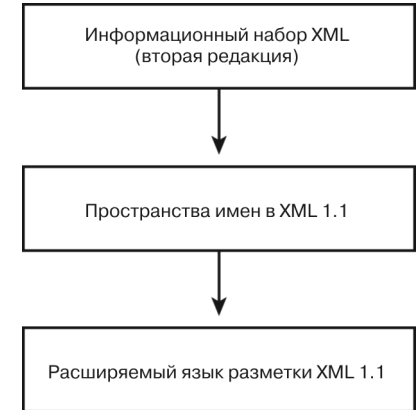 Информационный набор XML
(вторая редакция)
Пространства имен в XML 1.1
Расширяемый язык разметки XML 1.1